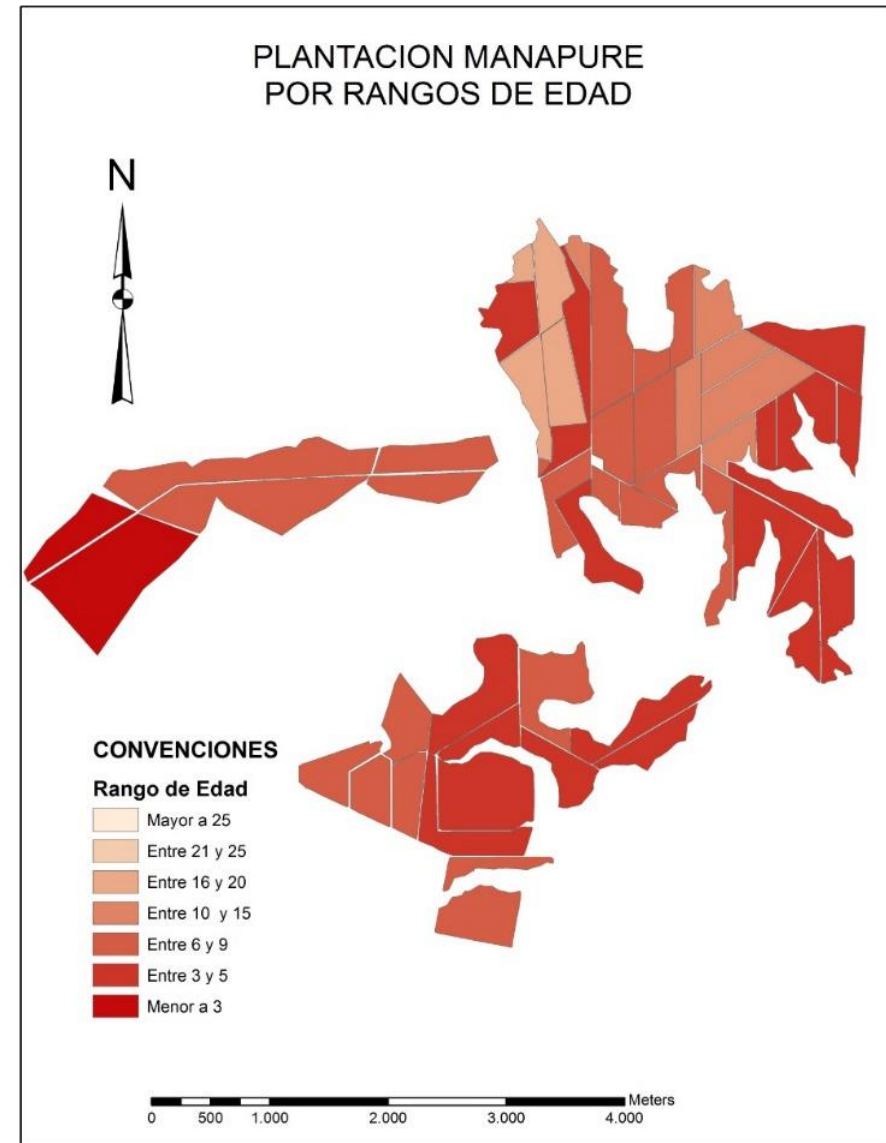 PLANTACION MANAPURE
POR RANGOS DE EDAD
N
CONVENCIONES
Rango de Edad
Mayor a 25
Entre 21 y 25
Entre 16 y 20
Entre 10 y 15
Entre 6 y 9
Entre 3 y 5
Menor a 3
Meters
0 500 1.000 2.000 3.000 4.000